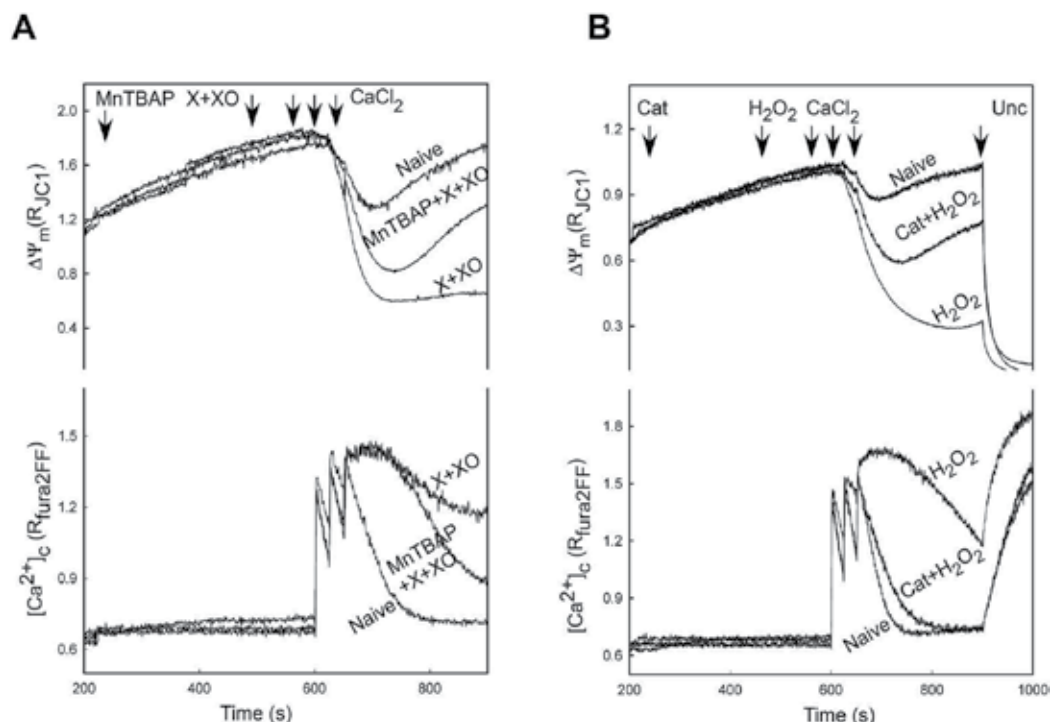 A
MnTBAP X+XO CaCl₂
2.0
1.6
1.2
0.8
0.4
ΔΨm(RJC1)
Naive
MnTBAP+X+XO
X+XO
1.5
1.2
0.9
0.6
[Ca²⁺]c (Rfura2FF)
X+XO
MnTBAP
+X+XO
Naive
200 400 600 800
Time (s)
B
Cat H₂O₂ CaCl₂ Unc
1.2
0.9
0.6
0.3
ΔΨm(RJC1)
Naive
Cat+H₂O₂
H₂O₂
1.8
1.5
1.2
0.9
0.6
[Ca²⁺]c (Rfura2FF)
H₂O₂
Cat+H₂O₂
Naive
200 400 600 800 1000
Time (s)